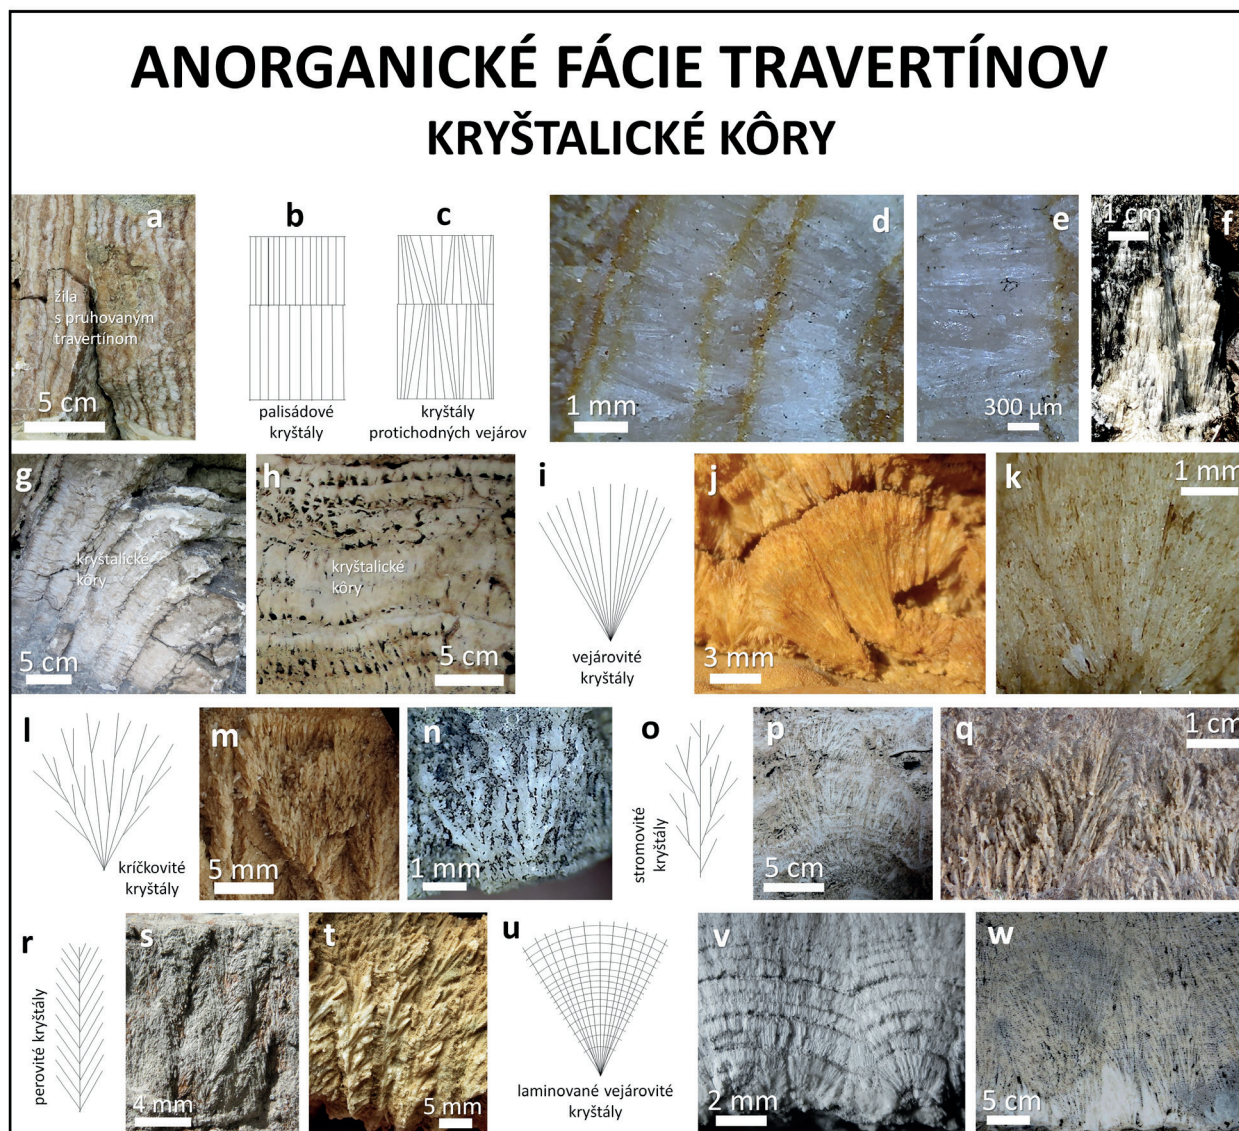 ANORGANICKÉ FÁCIE TRAVERTÍNOV
KRYŠTALICKÉ KÔRY
a
žila
s pruhovaným
travertínom
5 cm
b
palisádové
kryštály
c
kryštály
protichodných vejárov
d
1 mm
e
300 µm
f
1 cm
g
kryštalické
kôry
5 cm
h
kryštalické
kôry
5 cm
i
vejárovité
kryštály
j
3 mm
k
1 mm
l
kríčkovité
kryštály
m
5 mm
n
1 mm
o
stromovité
kryštály
p
5 cm
q
1 cm
r
perovité kryštály
s
4 mm
t
5 mm
u
laminované vejárovité
kryštály
v
2 mm
w
5 cm